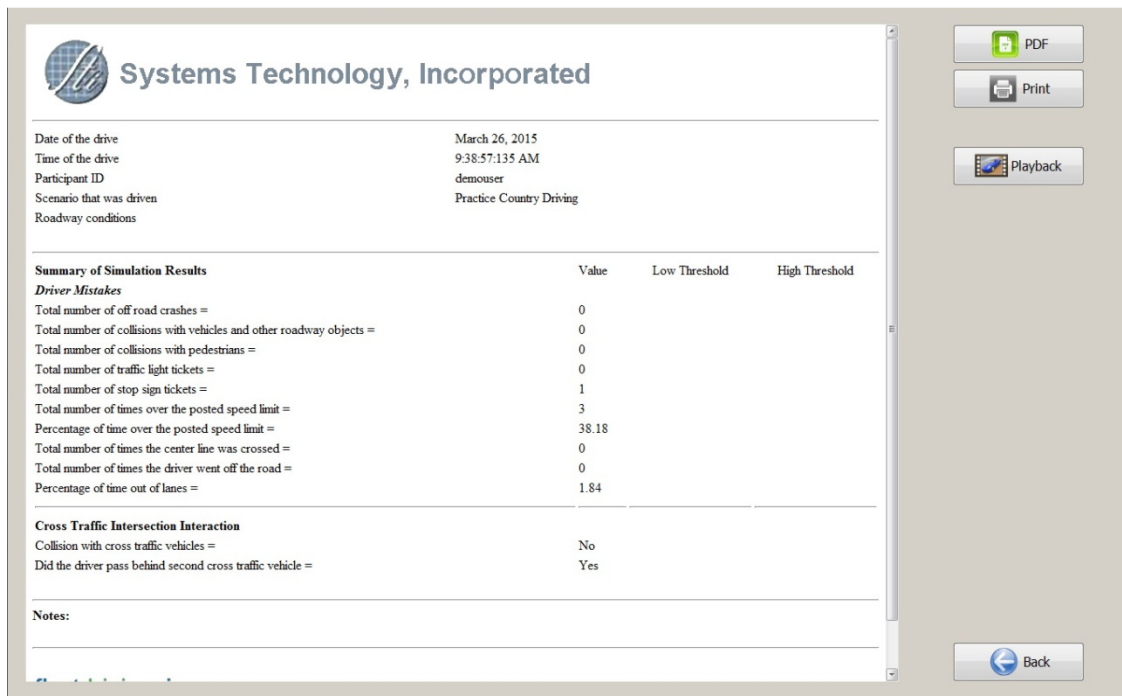 Systems Technology, Incorporated
Date of the drive March 26, 2015
Time of the drive 9:38:57:135 AM
Participant ID demouser
Scenario that was driven Practice Country Driving
Roadway conditions
Summary of Simulation Results Value Low Threshold High Threshold
Driver Mistakes
Total number of off road crashes = 0
Total number of collisions with vehicles and other roadway objects = 0
Total number of collisions with pedestrians = 0
Total number of traffic light tickets = 0
Total number of stop sign tickets = 1
Total number of times over the posted speed limit = 3
Percentage of time over the posted speed limit = 38.18
Total number of times the center line was crossed = 0
Total number of times the driver went off the road = 0
Percentage of time out of lanes = 1.84
Cross Traffic Intersection Interaction
Collision with cross traffic vehicles = No
Did the driver pass behind second cross traffic vehicle = Yes
Notes:
PDF
Print
Playback
Back